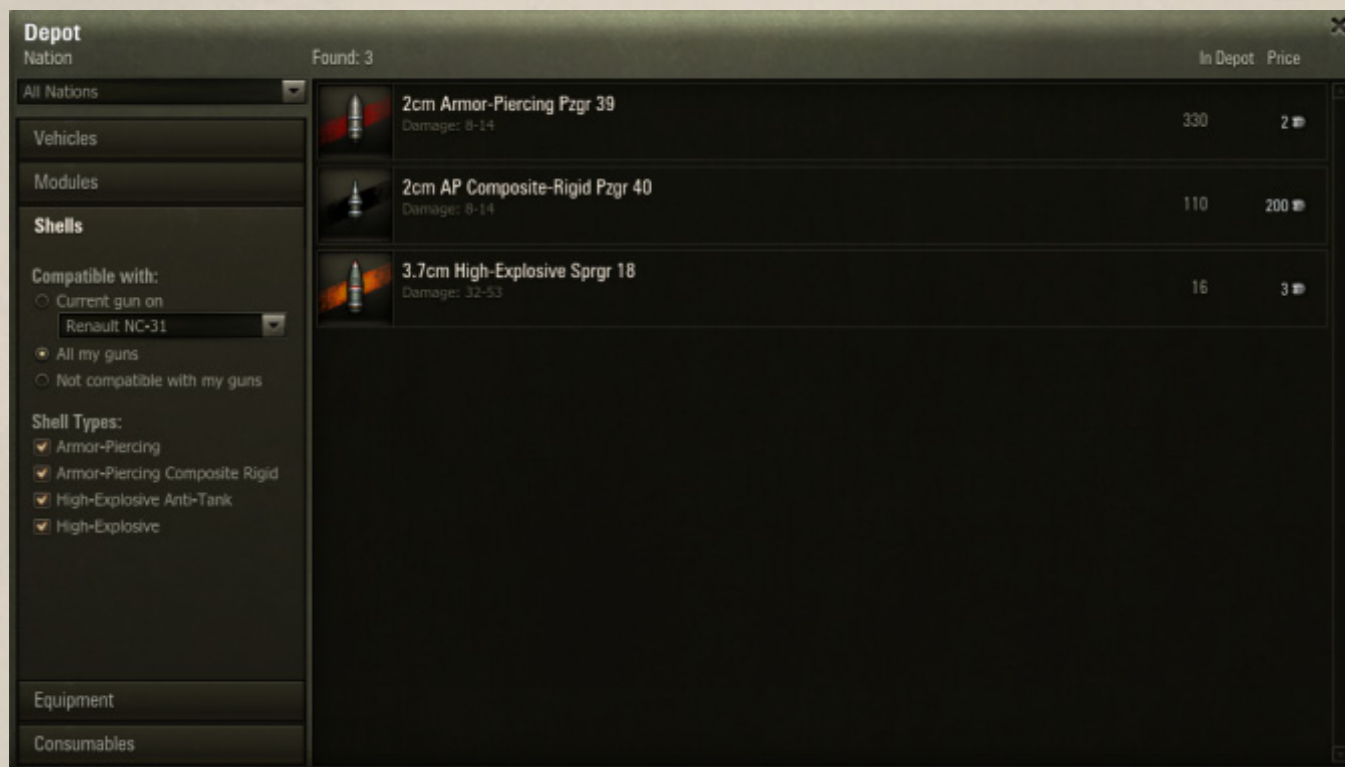 Depot
Nation
Found: 3
In Depot Price
All Nations
Vehicles
Modules
Shells
Compatible with:
Current gun on
Renault NC-31
All my guns
Not compatible with my guns
Shell Types:
Armor-Piercing
Armor-Piercing Composite Rigid
High-Explosive Anti-Tank
High-Explosive
Equipment
Consumables
2cm Armor-Piercing Pzgr 39
Damage: 8-14
330
2
2cm AP Composite-Rigid Pzgr 40
Damage: 8-14
110
200
3.7cm High-Explosive Sprgr 18
Damage: 32-53
16
3